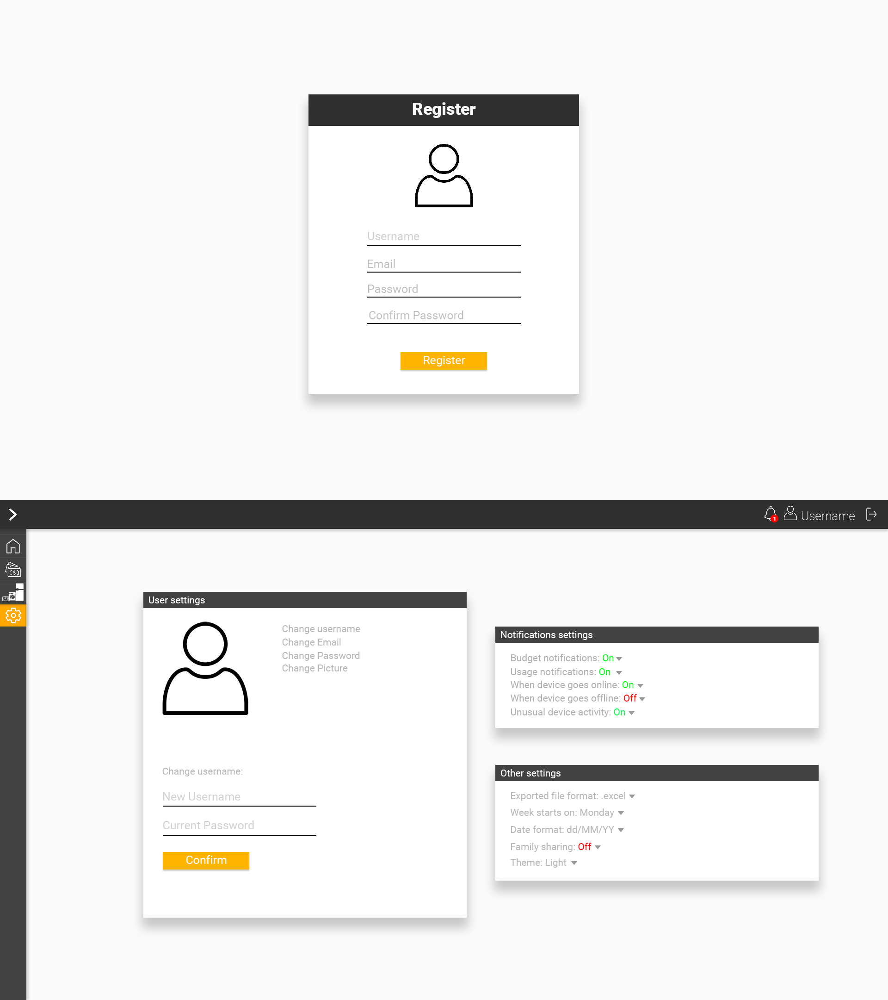 Register
Username
Email
Password
Confirm Password
Register
1
Username
$
User settings
Change username
Change Email
Change Password
Change Picture
Change username:
New Username
Current Password
Confirm
Notifications settings
Budget notifications: On
Usage notifications: On
When device goes online: On
When device goes offline: Off
Unusual device activity: On
Other settings
Exported file format: .excel
Week starts on: Monday
Date format: dd/MM/YY
Family sharing: Off
Theme: Light